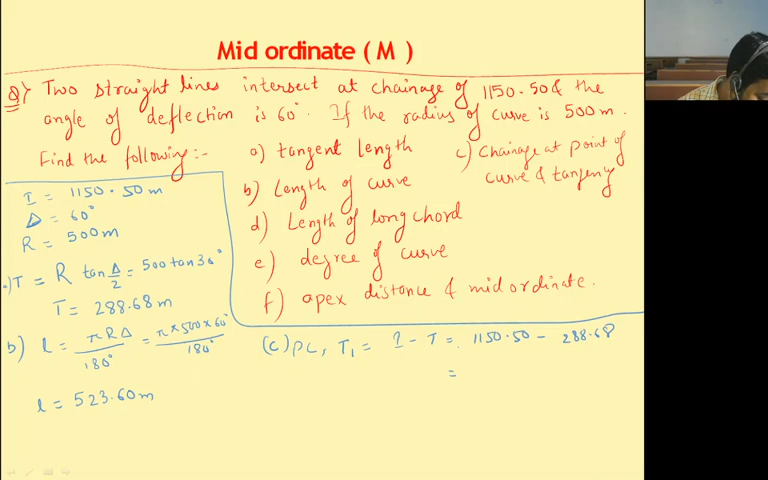 Mid ordinate ( M )
Q) Two straight lines intersect at chainage of 1150.50 & the
angle of deflection is 60°. If the radius of curve is 500 m.
Find the following:-
a) tangent length
c) Chainage at point of
curve & tangeny
b) Length of curve
d) Length of long chord
e) degree of curve
f) apex distance & mid ordinate.
I = 1150.50 m
Δ = 60°
R = 500 m
a) T = R tan Δ/2 = 500 tan 30°
T = 288.68 m
b) l = πRΔ/180° = π×500×60°/180°
l = 523.60 m
(c) PC, T₁ = I - T = 1150.50 - 288.68
=